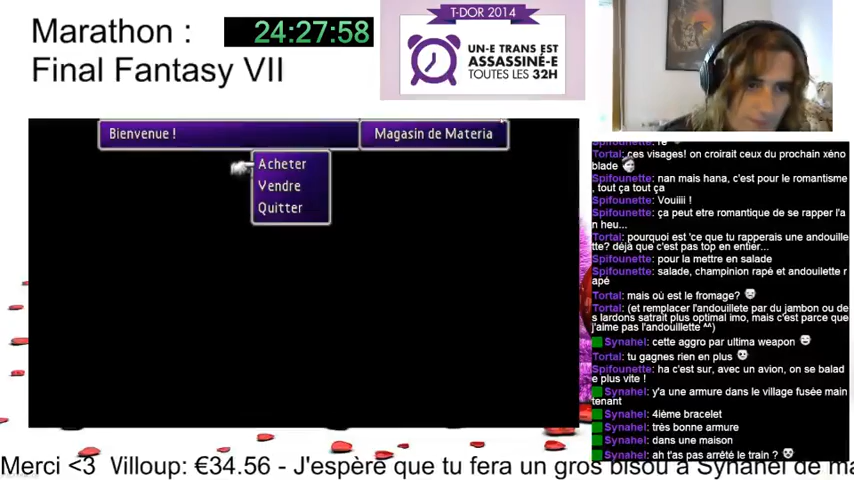 Marathon :
Final Fantasy VII
24:27:58
T-DOR 2014
UN-E TRANS EST
ASSASSINÉ-E
TOUTES LES 32H
Bienvenue !
Magasin de Materia
Acheter
Vendre
Quitter
Tortal: ces visages! on croirait ceux du prochain xéno
blade
Spifounette: nan mais hana, c'est pour le romantisme
, tout ça tout ça
Spifounette: Vouiiii !
Spifounette: ça peut etre romantique de se rapper l'a
n heu...
Tortal: pourquoi est 'ce que tu rapperais une andouille
tte? déjà que c'est pas top en entier...
Spifounette: pour la mettre en salade
Spifounette: salade, champinion rapé et andouilette r
apé
Tortal: mais où est le fromage?
Tortal: (et remplacer l'andouillete par du jambon ou de
s lardons satrait plus optimal imo, mais c'est parce que
j'aime pas l'andouillette ^^)
Synahel: cette aggro par ultima weapon
Tortal: tu gagnes rien en plus
Spifounette: ha c'est sur, avec un avion, on se balad
e plus vite !
Synahel: y'a une armure dans le village fusée main
tenant
Synahel: 4ième bracelet
Synahel: très bonne armure
Synahel: dans une maison
Synahel: ah t'as pas arrêté le train ?
Merci <3 Villoup: €34.56 - J'espère que tu fera un gros bisou à Synahel de ma